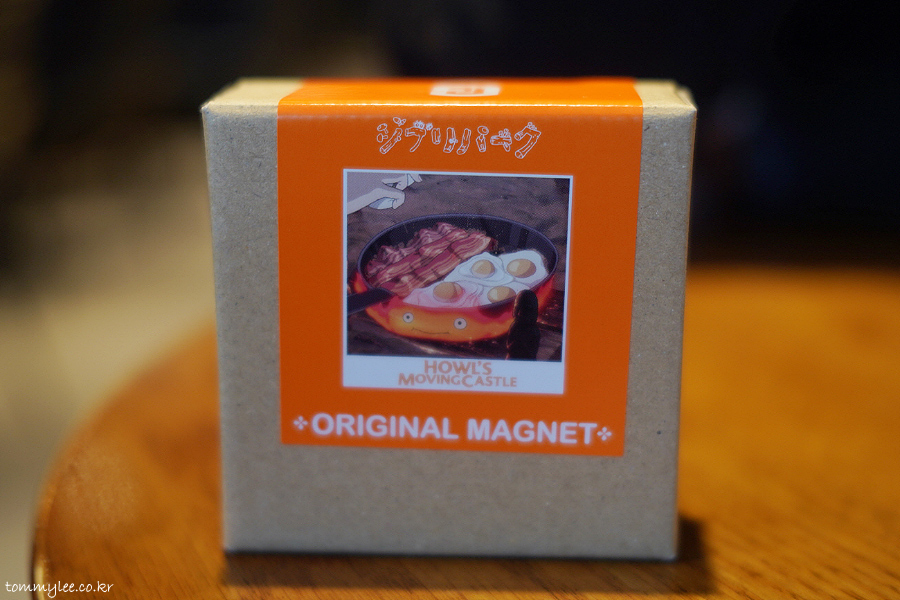 ジブリパーク
HOWL'S
MOVING CASTLE
ORIGINAL MAGNET
tommylee.co.kr